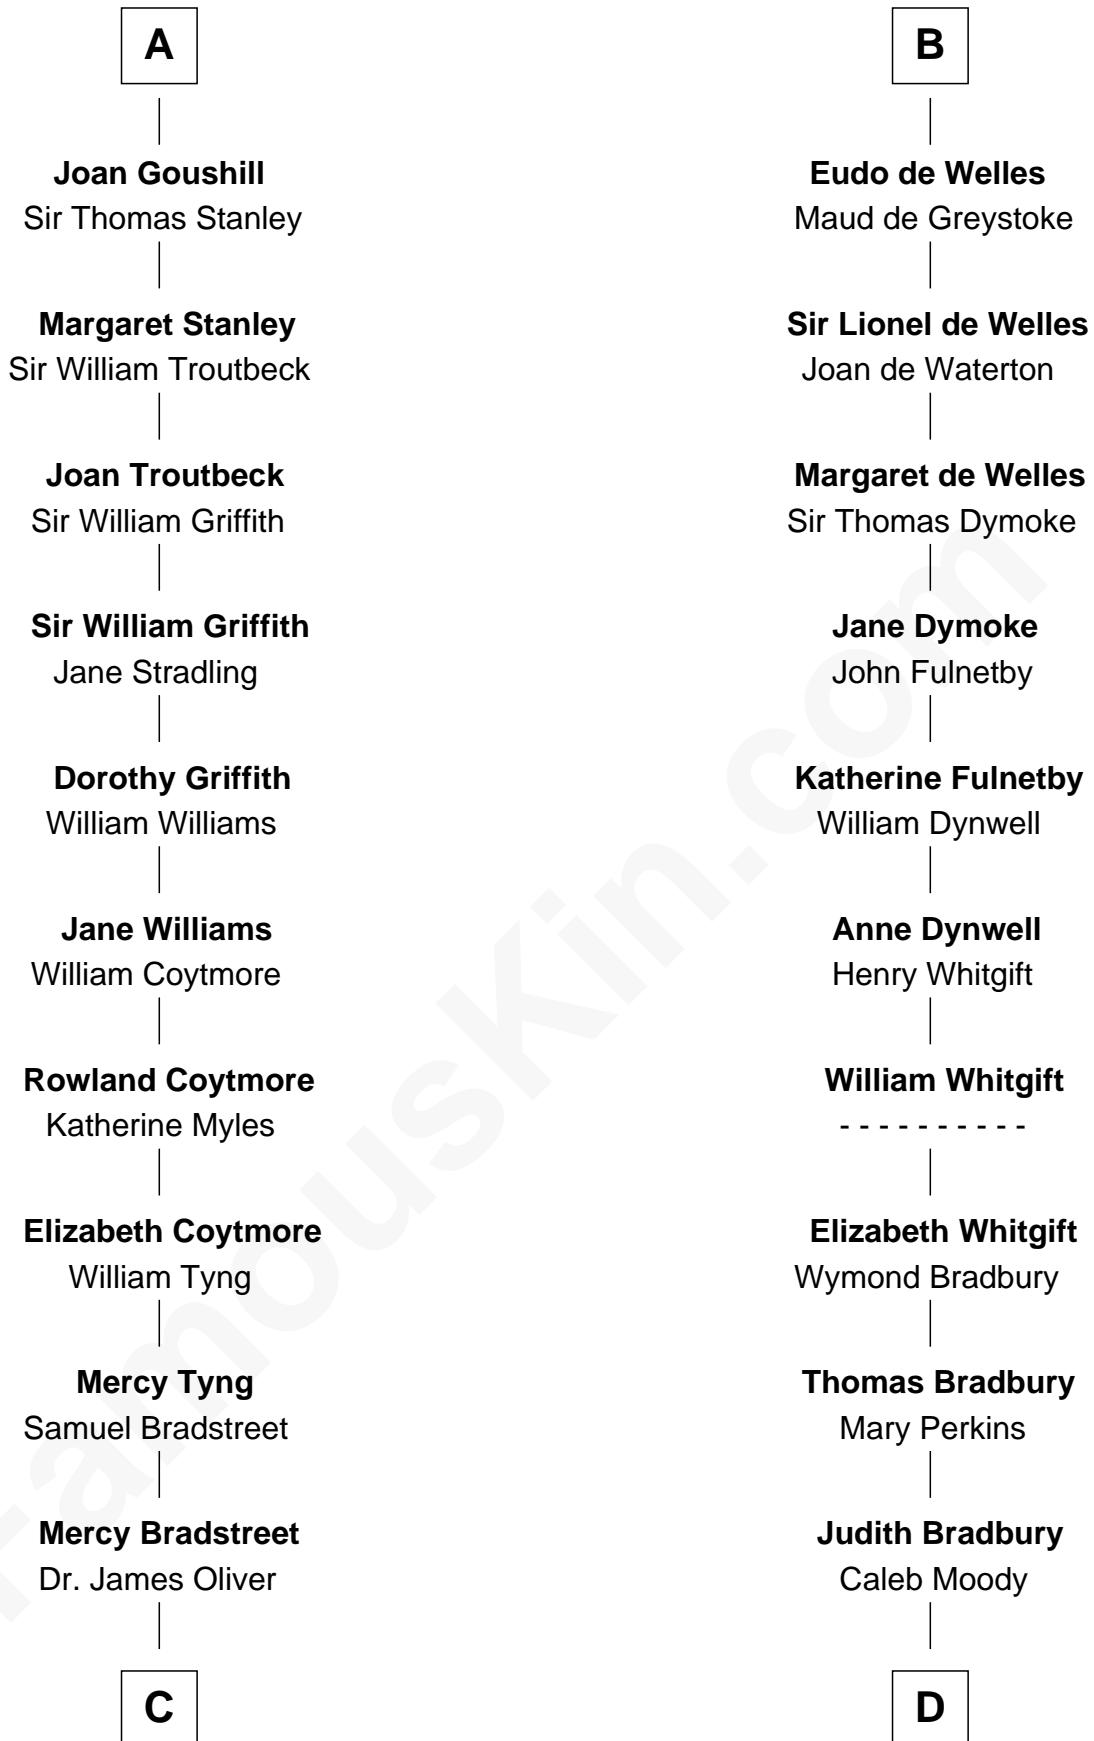 A
Joan Goushill
Sir Thomas Stanley
Margaret Stanley
Sir William Troutbeck
Joan Troutbeck
Sir William Griffith
Sir William Griffith
Jane Stradling
Dorothy Griffith
William Williams
Jane Williams
William Coytmore
Rowland Coytmore
Katherine Myles
Elizabeth Coytmore
William Tyng
Mercy Tyng
Samuel Bradstreet
Mercy Bradstreet
Dr. James Oliver
C
B
Eudo de Welles
Maud de Greystoke
Sir Lionel de Welles
Joan de Waterton
Margaret de Welles
Sir Thomas Dymoke
Jane Dymoke
John Fulnetby
Katherine Fulnetby
William Dynwell
Anne Dynwell
Henry Whitgift
William Whitgift
- - - - - - - - - -
Elizabeth Whitgift
Wymond Bradbury
Thomas Bradbury
Mary Perkins
Judith Bradbury
Caleb Moody
D
FamousKin.com